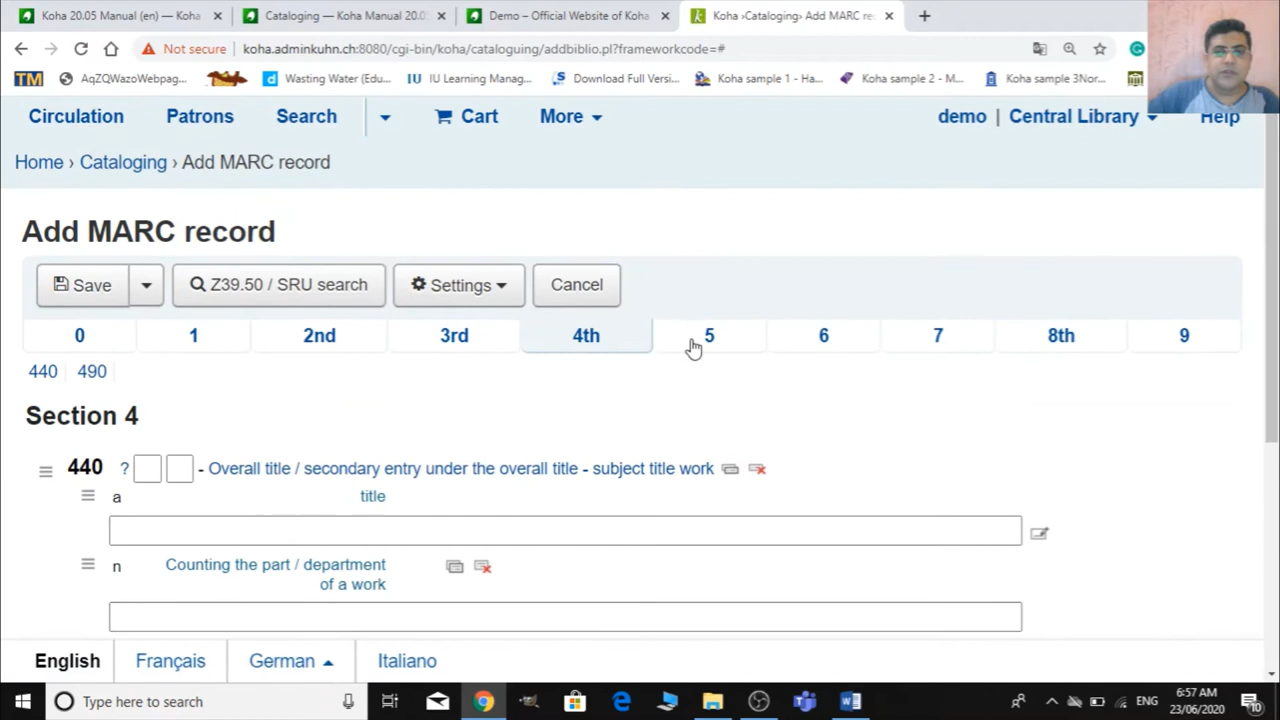 Koha 20.05 Manual (en) — Koha
Cataloging — Koha Manual 20.0
Demo – Official Website of Koha
Koha ›Cataloging› Add MARC rec
Not secure
koha.adminkuhn.ch:8080/cgi-bin/koha/cataloguing/addbiblio.pl?frameworkcode=#
TM
AqZQWazoWebpag...
Wasting Water (Edu...
IU
IU Learning Manag...
Download Full Versi...
Koha sample 1 - Ha...
Koha sample 2 - M...
Koha sample 3Nor...
Circulation
Patrons
Search
Cart
More
demo
Central Library
Help
Home › Cataloging › Add MARC record
Add MARC record
Save
Z39.50 / SRU search
Settings
Cancel
0
1
2nd
3rd
4th
5
6
7
8th
9
440
490
Section 4
440 ? - Overall title / secondary entry under the overall title - subject title work
a title
n Counting the part / department
of a work
English
Français
German
Italiano
Type here to search
ENG
6:57 AM
23/06/2020
10